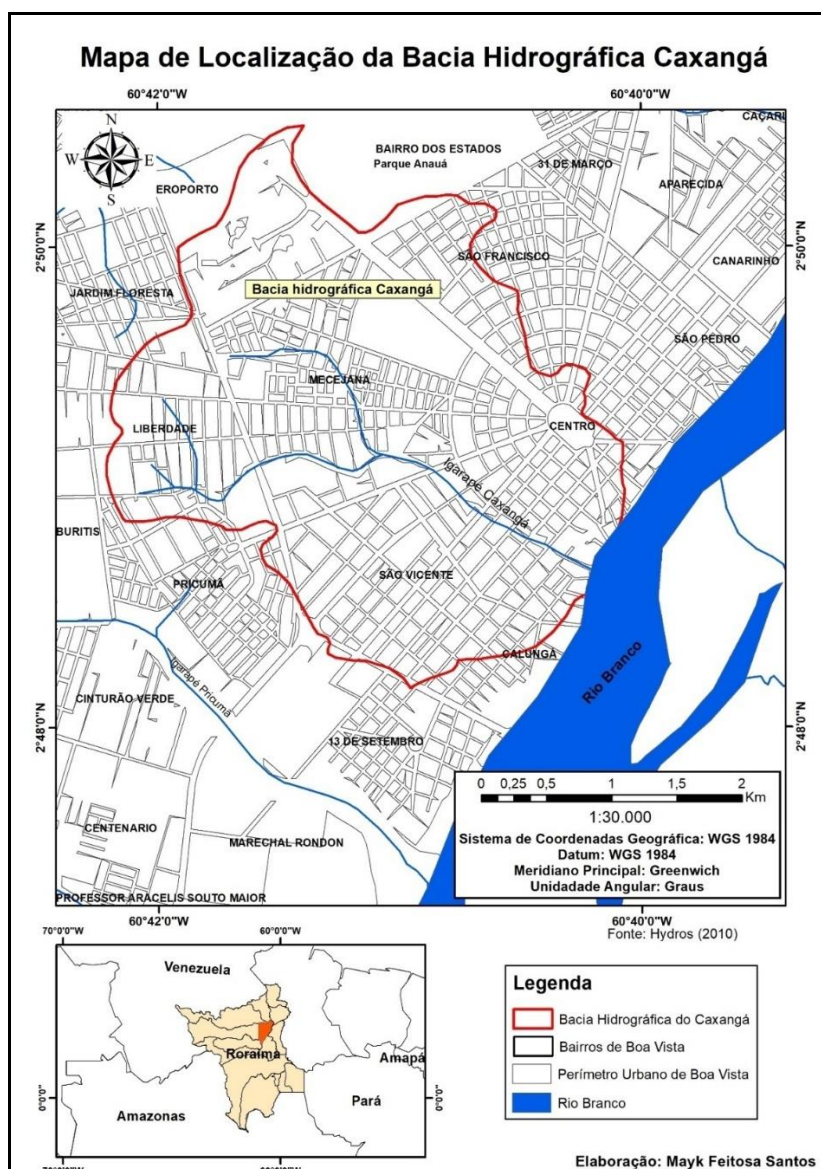 Mapa de Localização da Bacia Hidrográfica Caxangá
60°42'0"W
60°40'0"W
N
W
E
S
BAIRRO DOS ESTADOS
Parque Anauá
CAÇARI
31 DE MARÇO
EROPORTO
APARECIDA
2°50'0"N
2°50'0"N
SÃO FRANCISCO
CANARINHO
JARDIM FLORESTA
Bacia hidrográfica Caxangá
SÃO PEDRO
MECEJANA
LIBERDADE
CENTRO
Igarapé Caxangá
BURITIS
PRICUMÃ
SÃO VICENTE
CALUNGÁ
Igarapé Pricumã
Rio Branco
CINTURÃO VERDE
2°48'0"N
2°48'0"N
13 DE SETEMBRO
0 0,25 0,5 1 1,5 2
Km
1:30.000
CENTENARIO
MARECHAL RONDON
Sistema de Coordenadas Geográfica: WGS 1984
Datum: WGS 1984
Meridiano Principal: Greenwich
Unidadade Angular: Graus
PROFESSOR ARACELIS SOUTO MAIOR
60°42'0"W
60°40'0"W
Fonte: Hydros (2010)
70°0'0"W
60°0'0"W
Venezuela
Roraima
Amapá
Amazonas
Pará
0°0'0"
0°0'0"
Legenda
Bacia Hidrográfica do Caxangá
Bairros de Boa Vista
Perímetro Urbano de Boa Vista
Rio Branco
Elaboração: Mayk Feitosa Santos